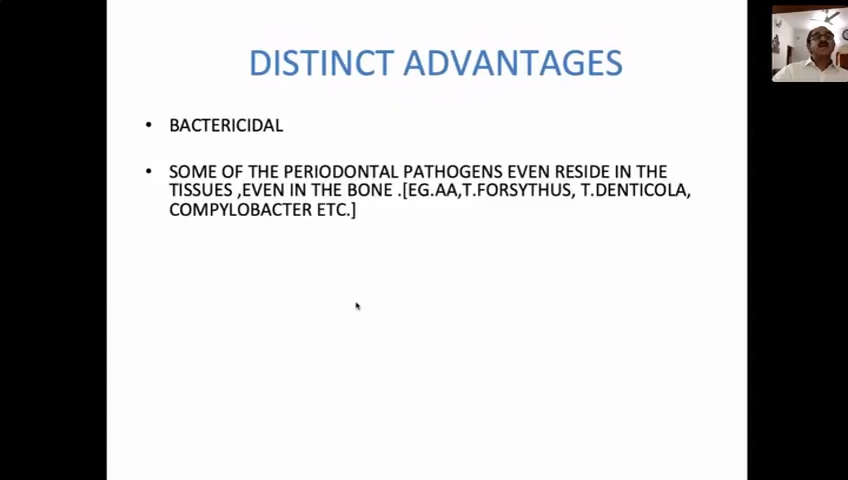 DISTINCT ADVANTAGES
• BACTERICIDAL
• SOME OF THE PERIODONTAL PATHOGENS EVEN RESIDE IN THE
TISSUES ,EVEN IN THE BONE .[EG.AA,T.FORSYTHUS, T.DENTICOLA,
COMPYLOBACTER ETC.]